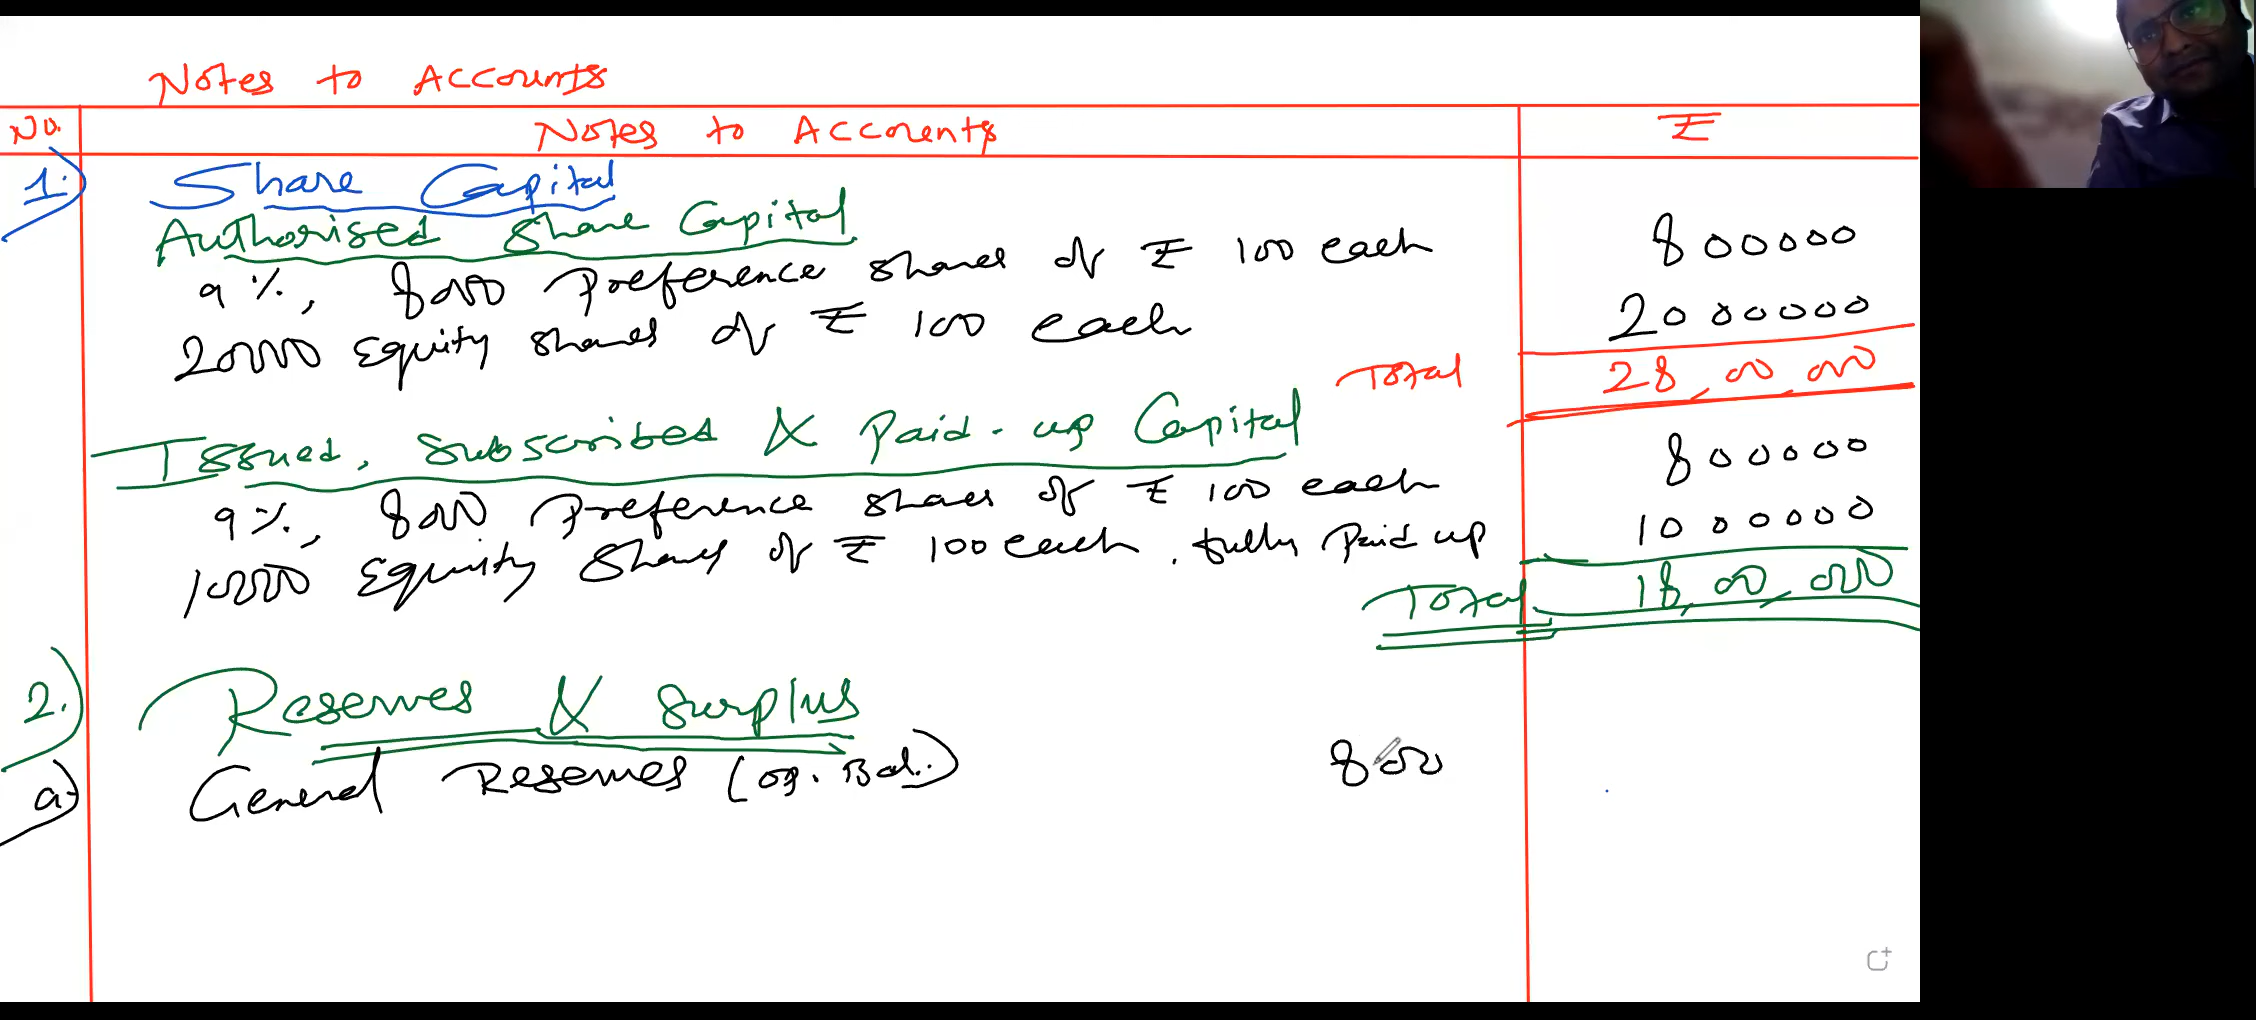 Notes to Accounts
No. Notes to Accounts ₹
1.) Share Capital
Authorised Share Capital
9%, 8000 Preference shares of ₹ 100 each 800000
20000 Equity shares of ₹ 100 each 2000000
Total 28,00,000
Issued, Subscribed & Paid-up Capital
9%, 8000 Preference shares of ₹ 100 each 800000
10000 Equity Shares of ₹ 100 each, fully Paid up 1000000
Total 18,00,000
2.) Reserves & Surplus
a) General Reserves (op. Bal.) 800